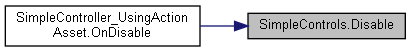 SimpleController_UsingAction
Asset.OnDisable
SimpleControls.Disable